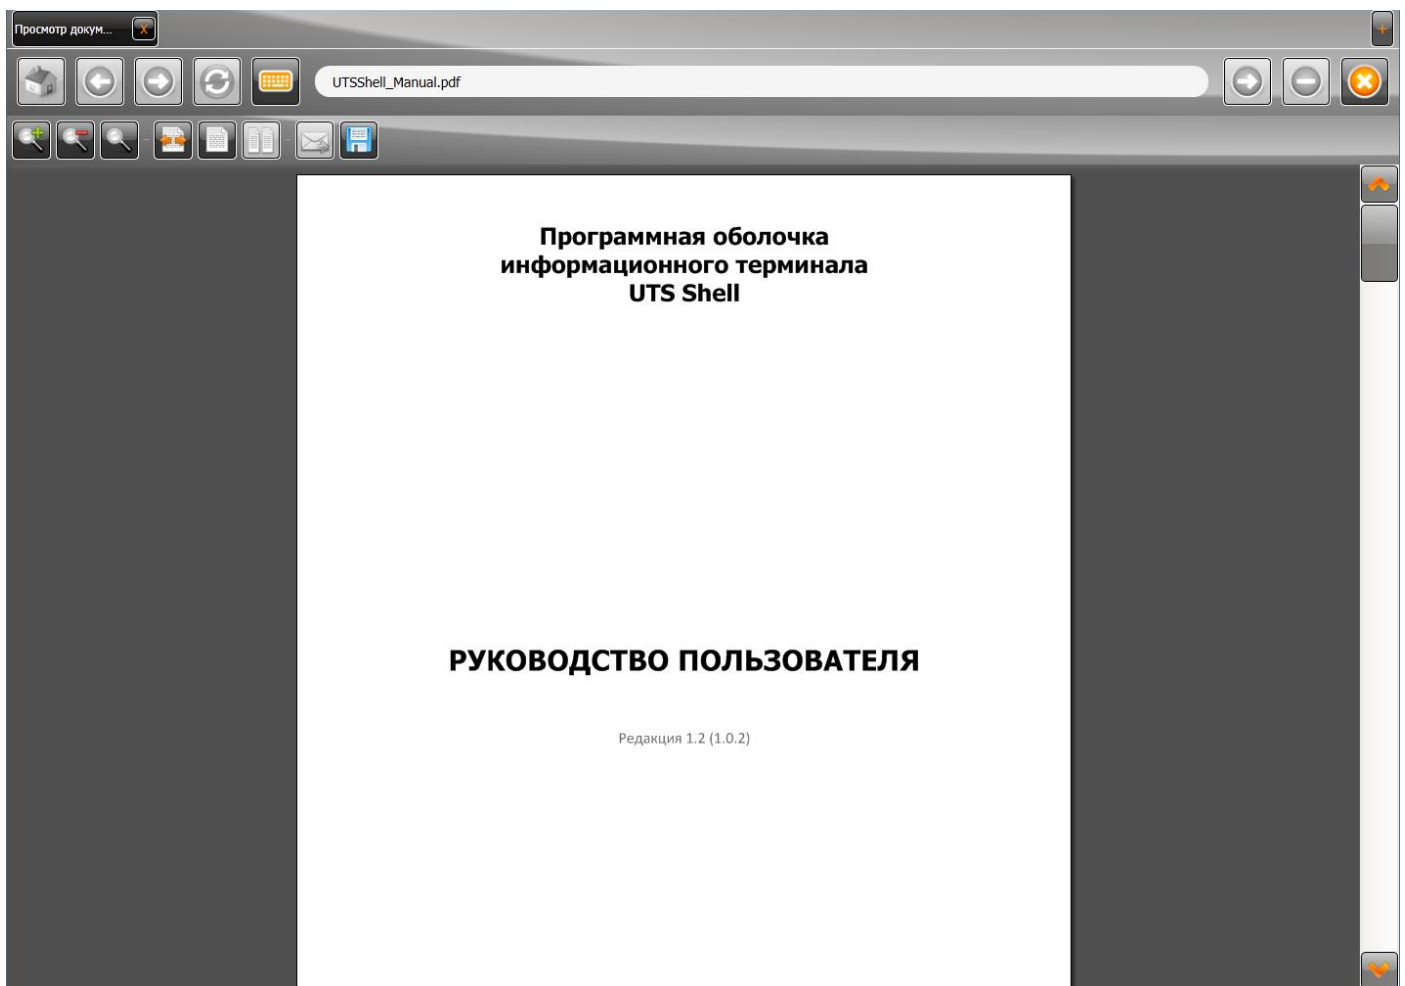 Просмотр докум...
X
+
UTSShell_Manual.pdf
Программная оболочка
информационного терминала
UTS Shell
РУКОВОДСТВО ПОЛЬЗОВАТЕЛЯ
Редакция 1.2 (1.0.2)